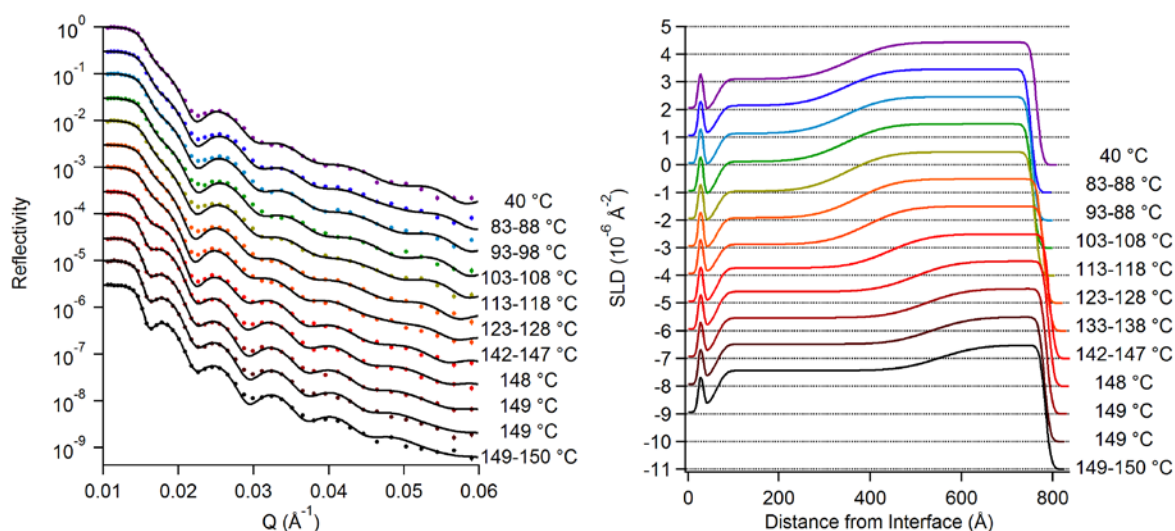 10⁰
10⁻¹
10⁻²
10⁻³
10⁻⁴
10⁻⁵
10⁻⁶
10⁻⁷
10⁻⁸
10⁻⁹
Reflectivity
0.01 0.02 0.03 0.04 0.05 0.06
Q (Å⁻¹)
40 °C
83-88 °C
93-98 °C
103-108 °C
113-118 °C
123-128 °C
142-147 °C
148 °C
149 °C
149 °C
149-150 °C
5
4
3
2
1
0
-1
-2
-3
-4
-5
-6
-7
-8
-9
-10
-11
SLD (10⁻⁶ Å⁻²)
0 200 400 600 800
Distance from Interface (Å)
40 °C
83-88 °C
93-88 °C
103-108 °C
113-118 °C
123-128 °C
133-138 °C
142-147 °C
148 °C
149 °C
149 °C
149-150 °C